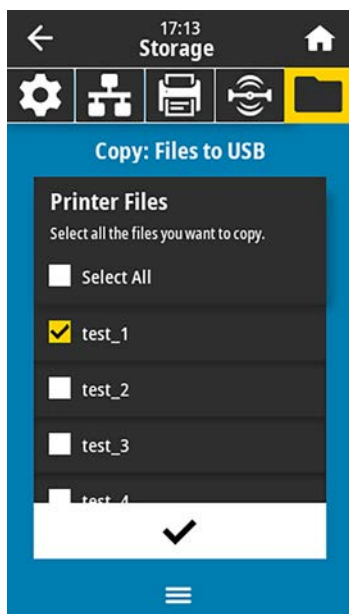 17:13
Storage
Copy: Files to USB
Printer Files
Select all the files you want to copy.
Select All
test_1
test_2
test_3
test_4